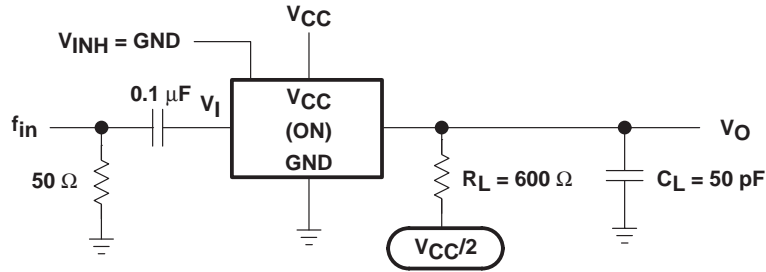 VCC
VINH = GND
0.1 μF
VI
VCC
(ON)
GND
fin
VO
50 Ω
RL = 600 Ω
CL = 50 pF
VCC/2